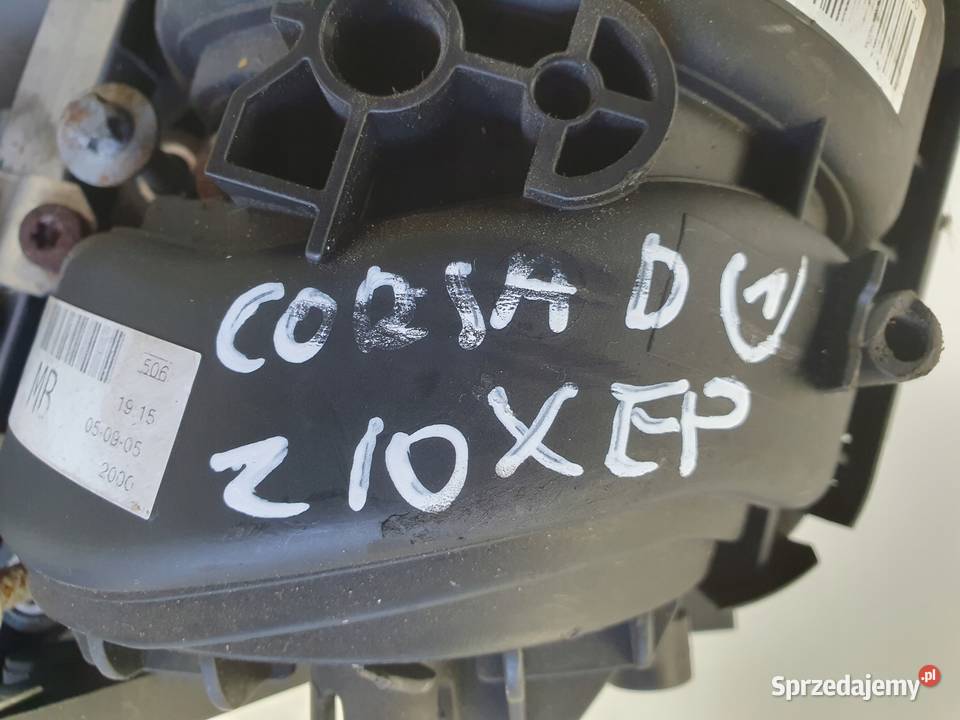 CORSA D (1)
Z10XEP
506
MB
19 15
05-09-05
2000
Sprzedajemy.pl